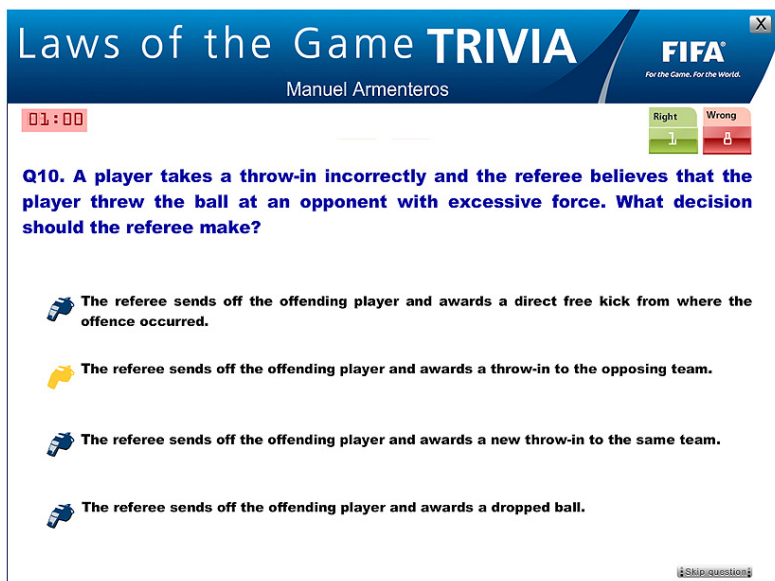 Laws of the Game TRIVIA
FIFA®
For the Game. For the World.
X
Manuel Armenteros
01:00
Right
1
Wrong
8
Q10. A player takes a throw-in incorrectly and the referee believes that the
player threw the ball at an opponent with excessive force. What decision
should the referee make?
The referee sends off the offending player and awards a direct free kick from where the
offence occurred.
The referee sends off the offending player and awards a throw-in to the opposing team.
The referee sends off the offending player and awards a new throw-in to the same team.
The referee sends off the offending player and awards a dropped ball.
Skip question